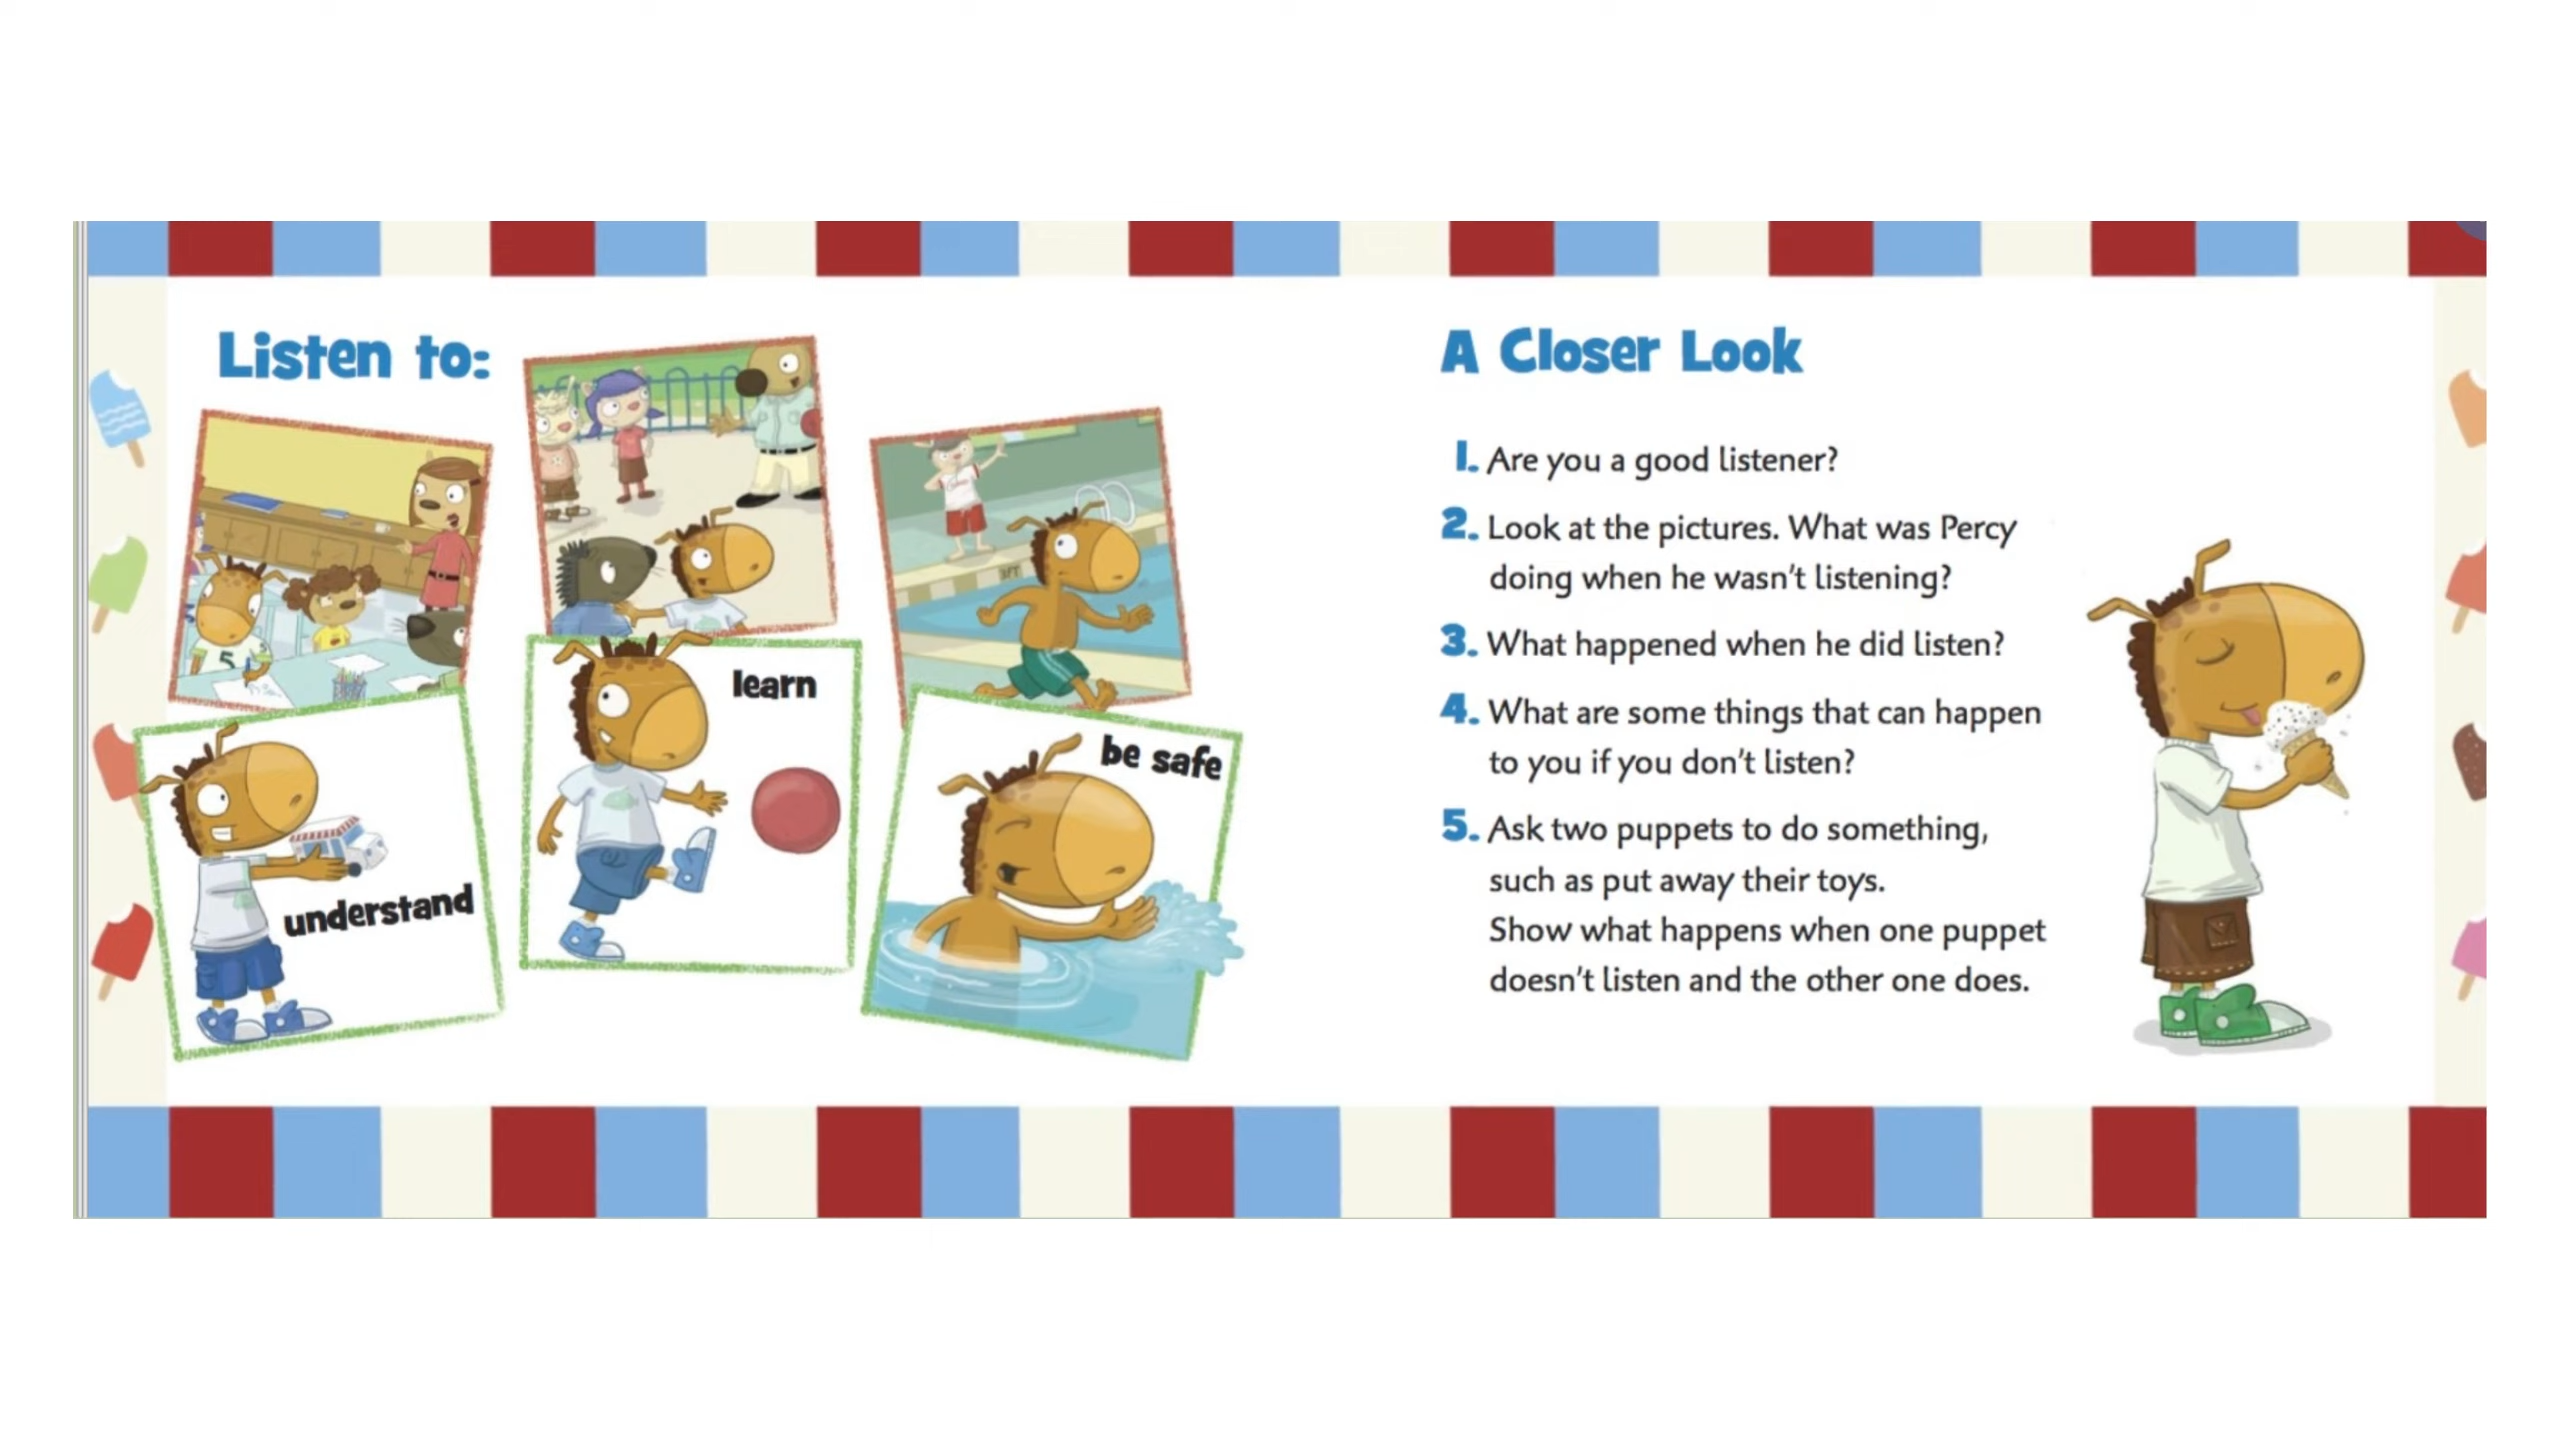 Listen to:
learn
be safe
understand
A Closer Look
1. Are you a good listener?
2. Look at the pictures. What was Percy
doing when he wasn't listening?
3. What happened when he did listen?
4. What are some things that can happen
to you if you don't listen?
5. Ask two puppets to do something,
such as put away their toys.
Show what happens when one puppet
doesn't listen and the other one does.
5
3FT